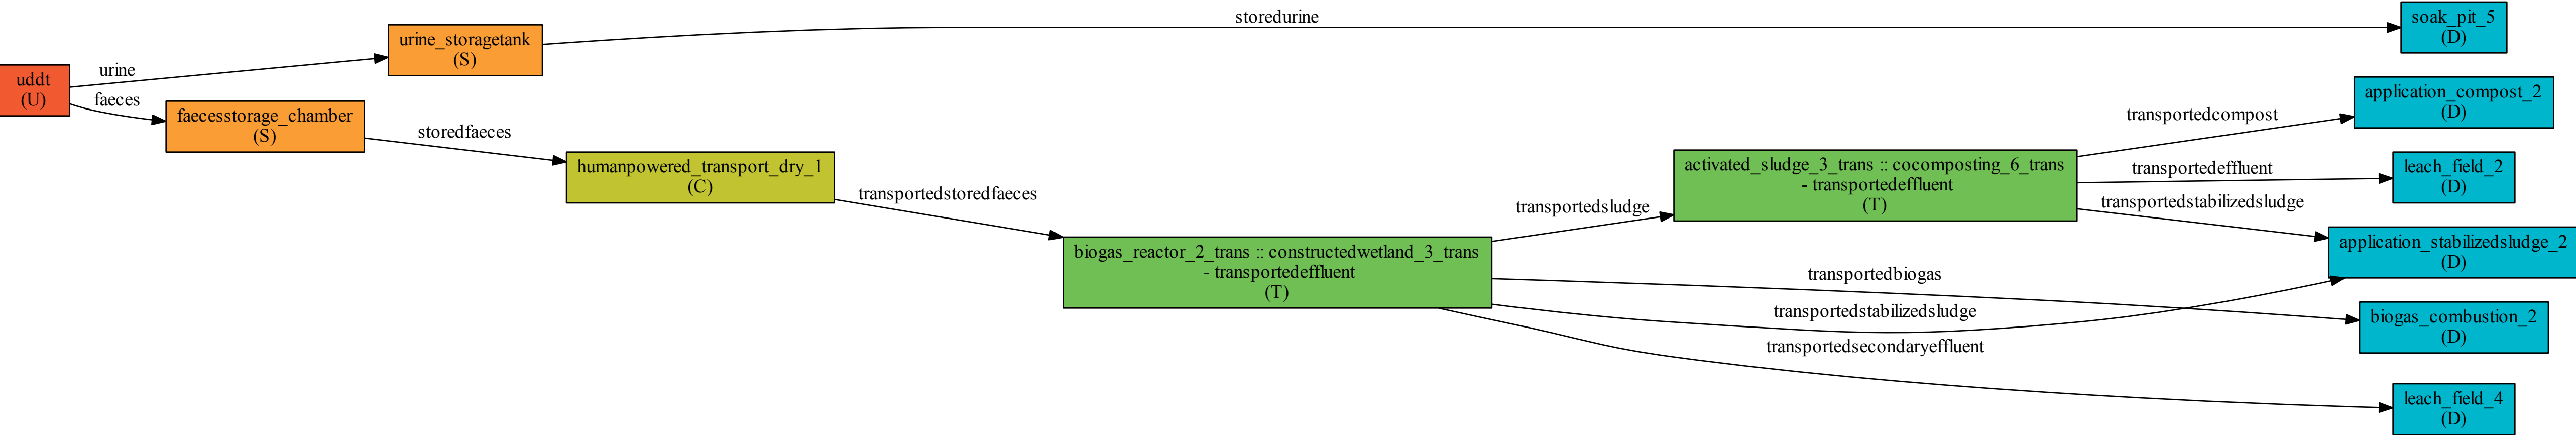 uddt
(U)
urine
faeces
urine_storagetank
(S)
faecesstorage_chamber
(S)
storedurine
storedfaeces
humanpowered_transport_dry_1
(C)
transportedstoredfaeces
biogas_reactor_2_trans :: constructedwetland_3_trans
- transportedeffluent
(T)
transportedsludge
activated_sludge_3_trans :: cocomposting_6_trans
- transportedeffluent
(T)
transportedbiogas
transportedstabilizedsludge
transportedsecondaryeffluent
transportedcompost
transportedeffluent
transportedstabilizedsludge
soak_pit_5
(D)
application_compost_2
(D)
leach_field_2
(D)
application_stabilizedsludge_2
(D)
biogas_combustion_2
(D)
leach_field_4
(D)